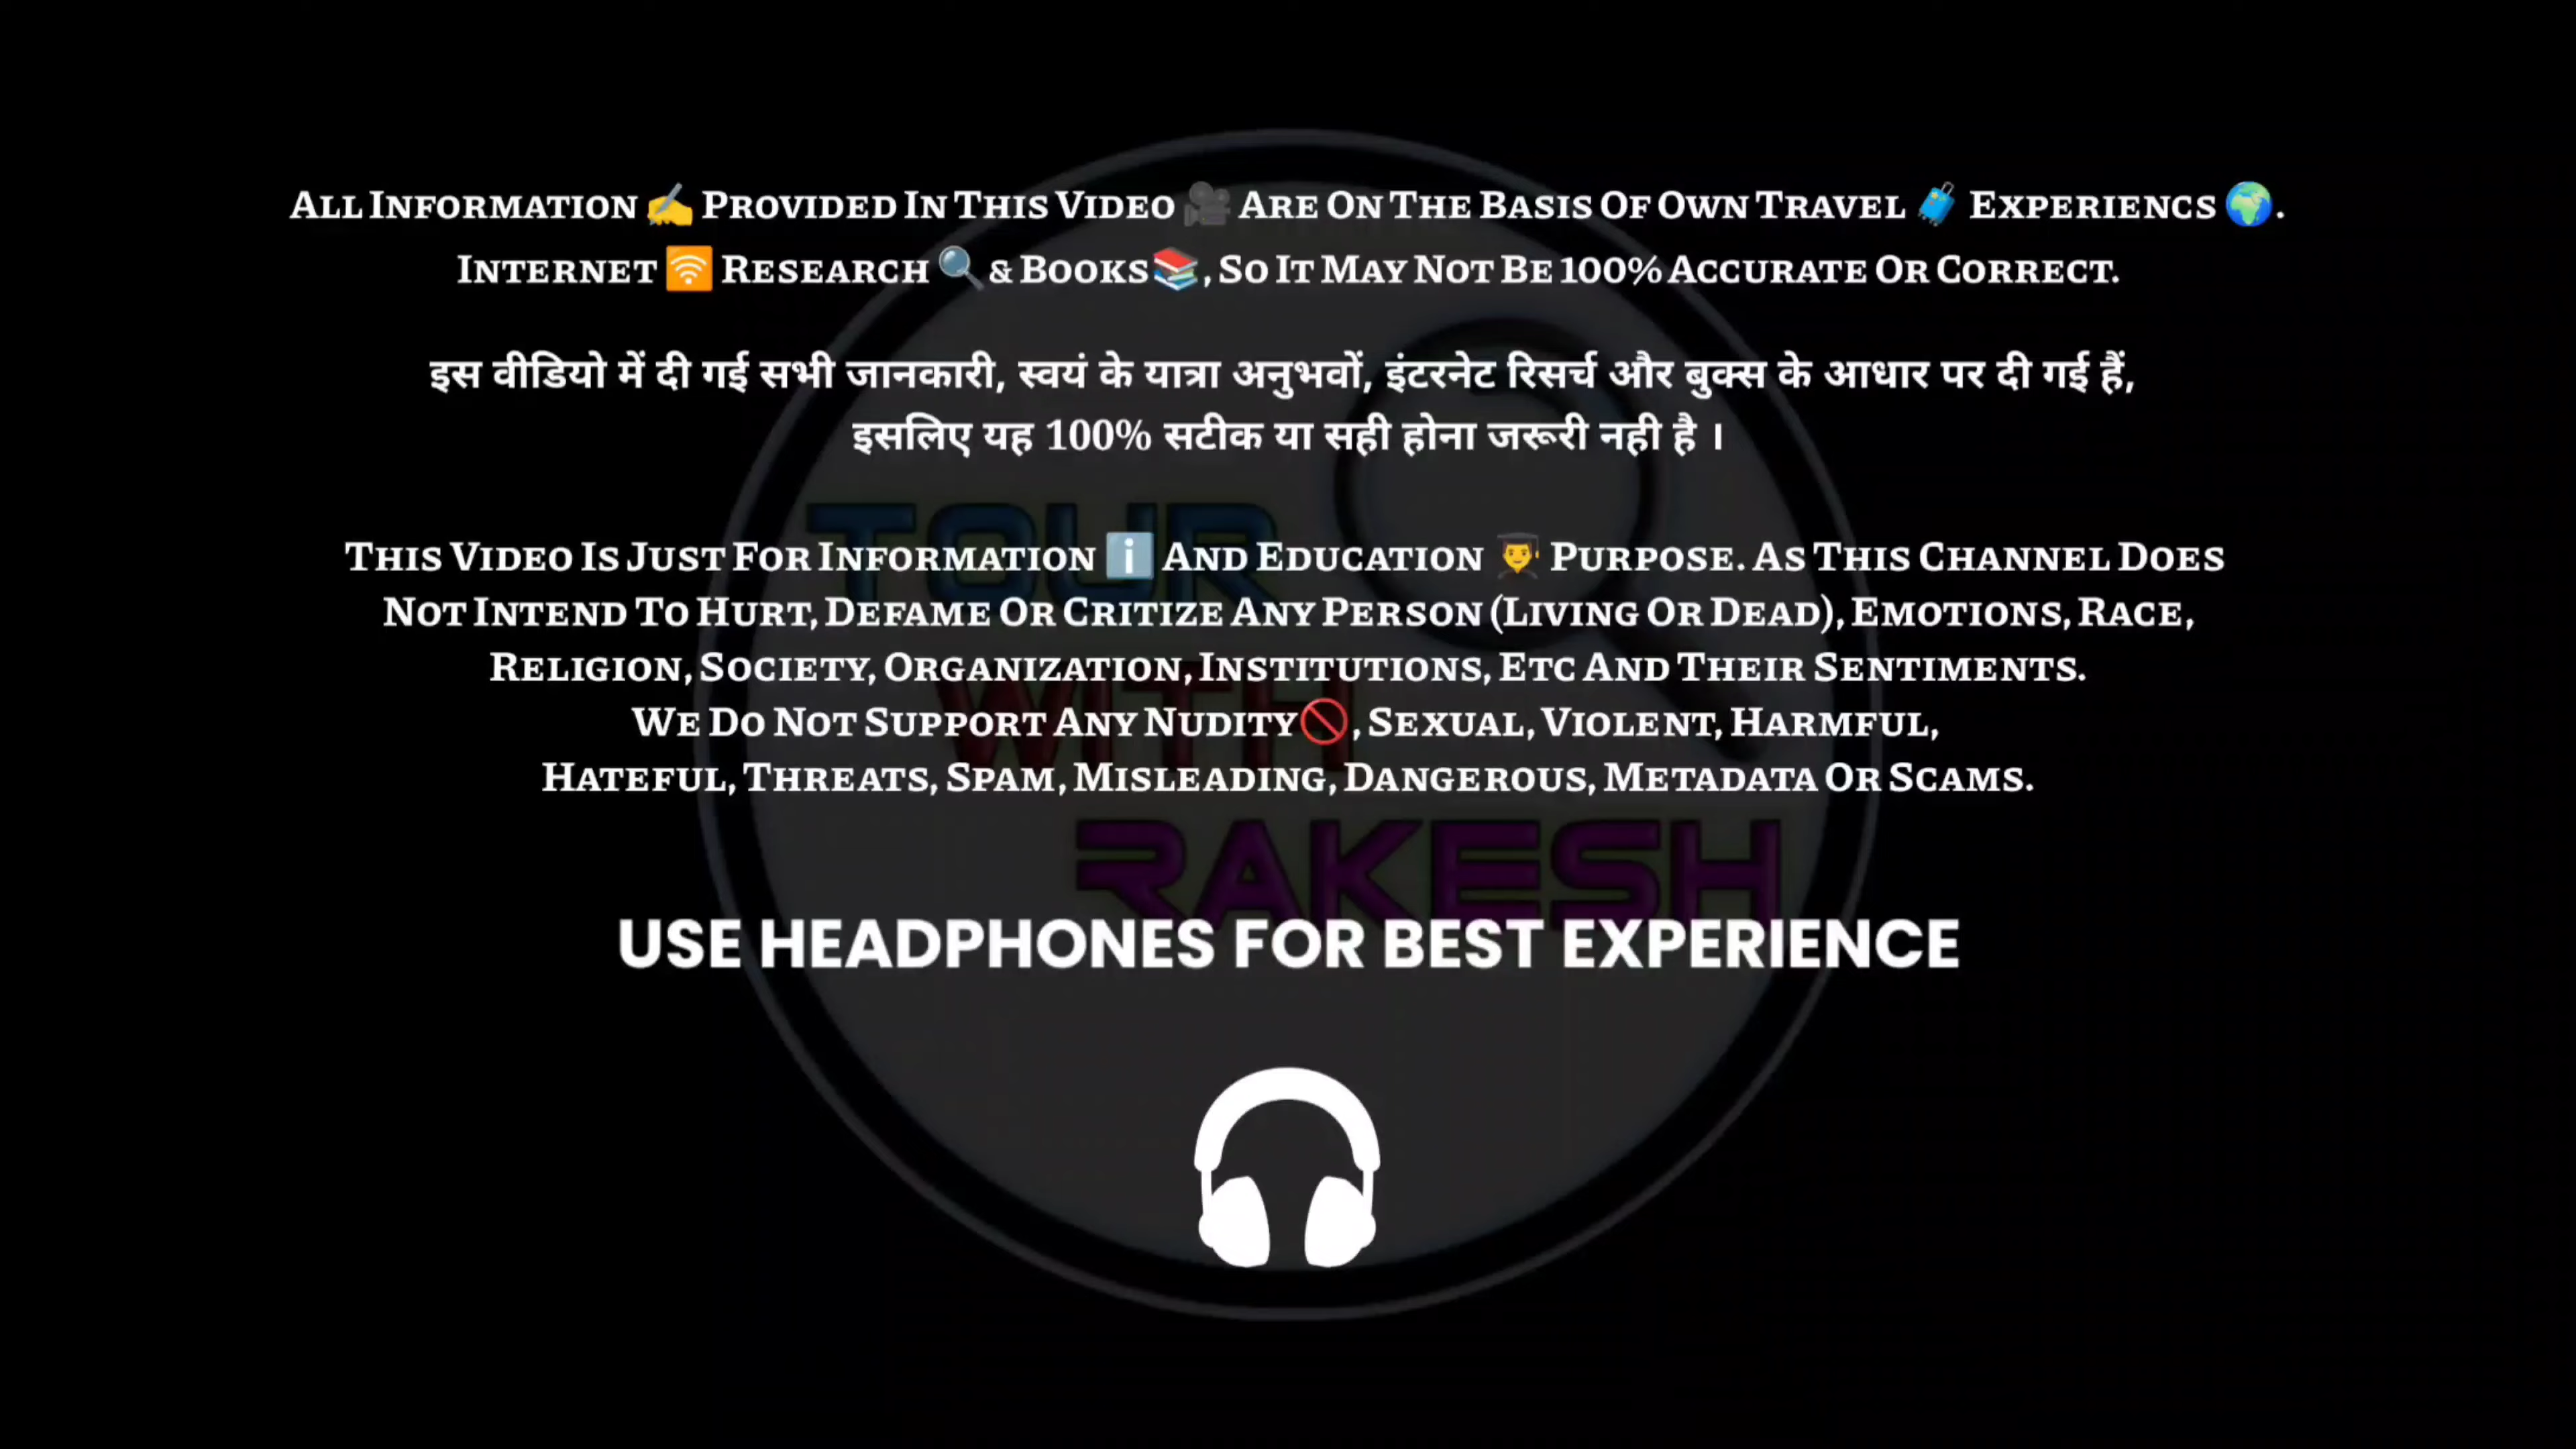 All Information ✍️ Provided In This Video 🎥 Are On The Basis Of Own Travel 🧳 Experiencs 🌍.
Internet 🛜 Research 🔍 & Books📚, So It May Not Be 100% Accurate Or Correct.
इस वीडियो में दी गई सभी जानकारी, स्वयं के यात्रा अनुभवों, इंटरनेट रिसर्च और बुक्स के आधार पर दी गई हैं,
इसलिए यह 100% सटीक या सही होना जरूरी नही है ।
This Video Is Just For Information ℹ️ And Education 👨‍🎓 Purpose. As This Channel Does
Not Intend To Hurt, Defame Or Critize Any Person (Living Or Dead), Emotions, Race,
Religion, Society, Organization, Institutions, Etc And Their Sentiments.
We Do Not Support Any Nudity🚫, Sexual, Violent, Harmful,
Hateful, Threats, Spam, Misleading, Dangerous, Metadata Or Scams.
USE HEADPHONES FOR BEST EXPERIENCE
TOUR
WITH
RAKESH